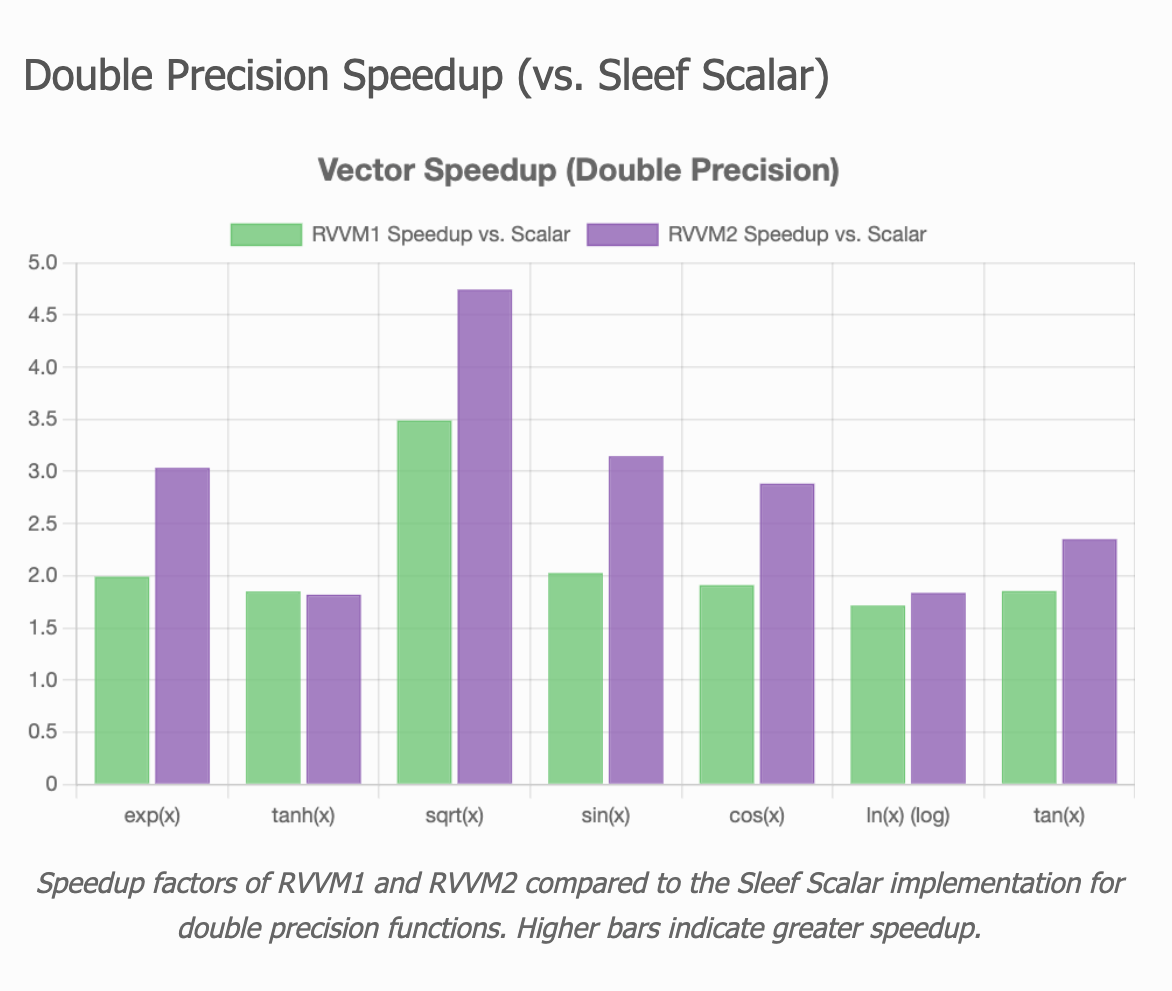 Double Precision Speedup (vs. Sleef Scalar)
Vector Speedup (Double Precision)
RVVM1 Speedup vs. Scalar
RVVM2 Speedup vs. Scalar
5.0
4.5
4.0
3.5
3.0
2.5
2.0
1.5
1.0
0.5
0
exp(x)
tanh(x)
sqrt(x)
sin(x)
cos(x)
ln(x) (log)
tan(x)
Speedup factors of RVVM1 and RVVM2 compared to the Sleef Scalar implementation for
double precision functions. Higher bars indicate greater speedup.